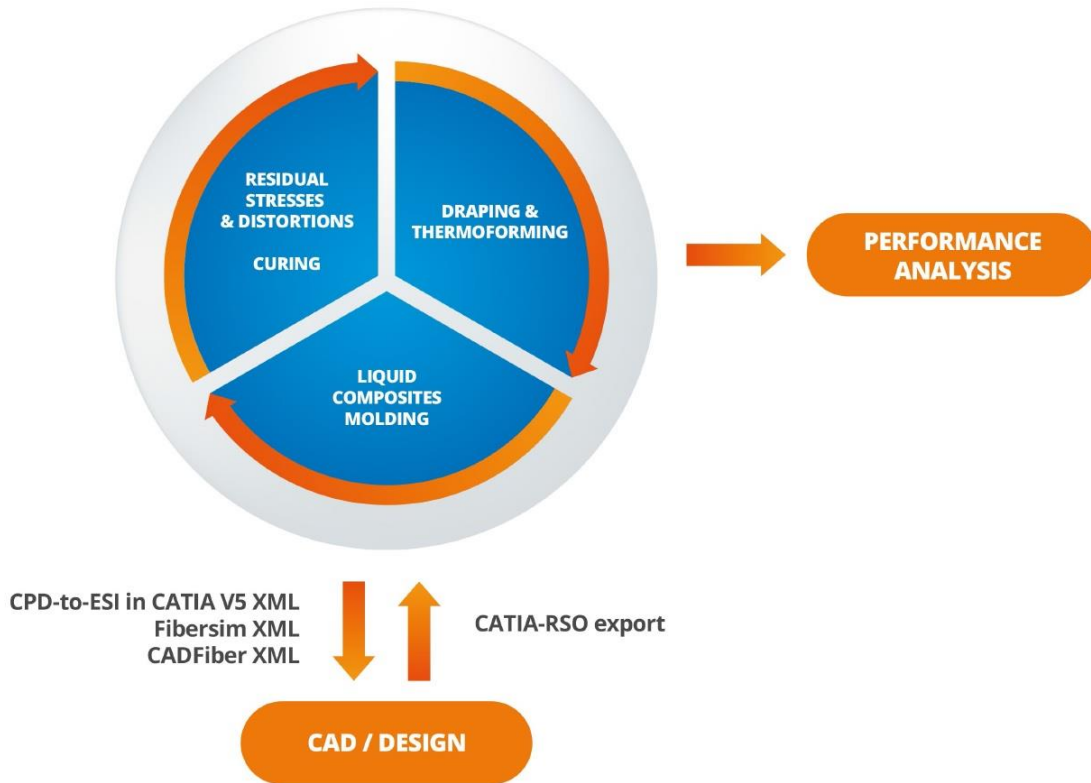 RESIDUAL
STRESSES
& DISTORTIONS
CURING
DRAPING &
THERMOFORMING
LIQUID
COMPOSITES
MOLDING
PERFORMANCE
ANALYSIS
CPD-to-ESI in CATIA V5 XML
Fibersim XML
CADFiber XML
CATIA-RSO export
CAD / DESIGN